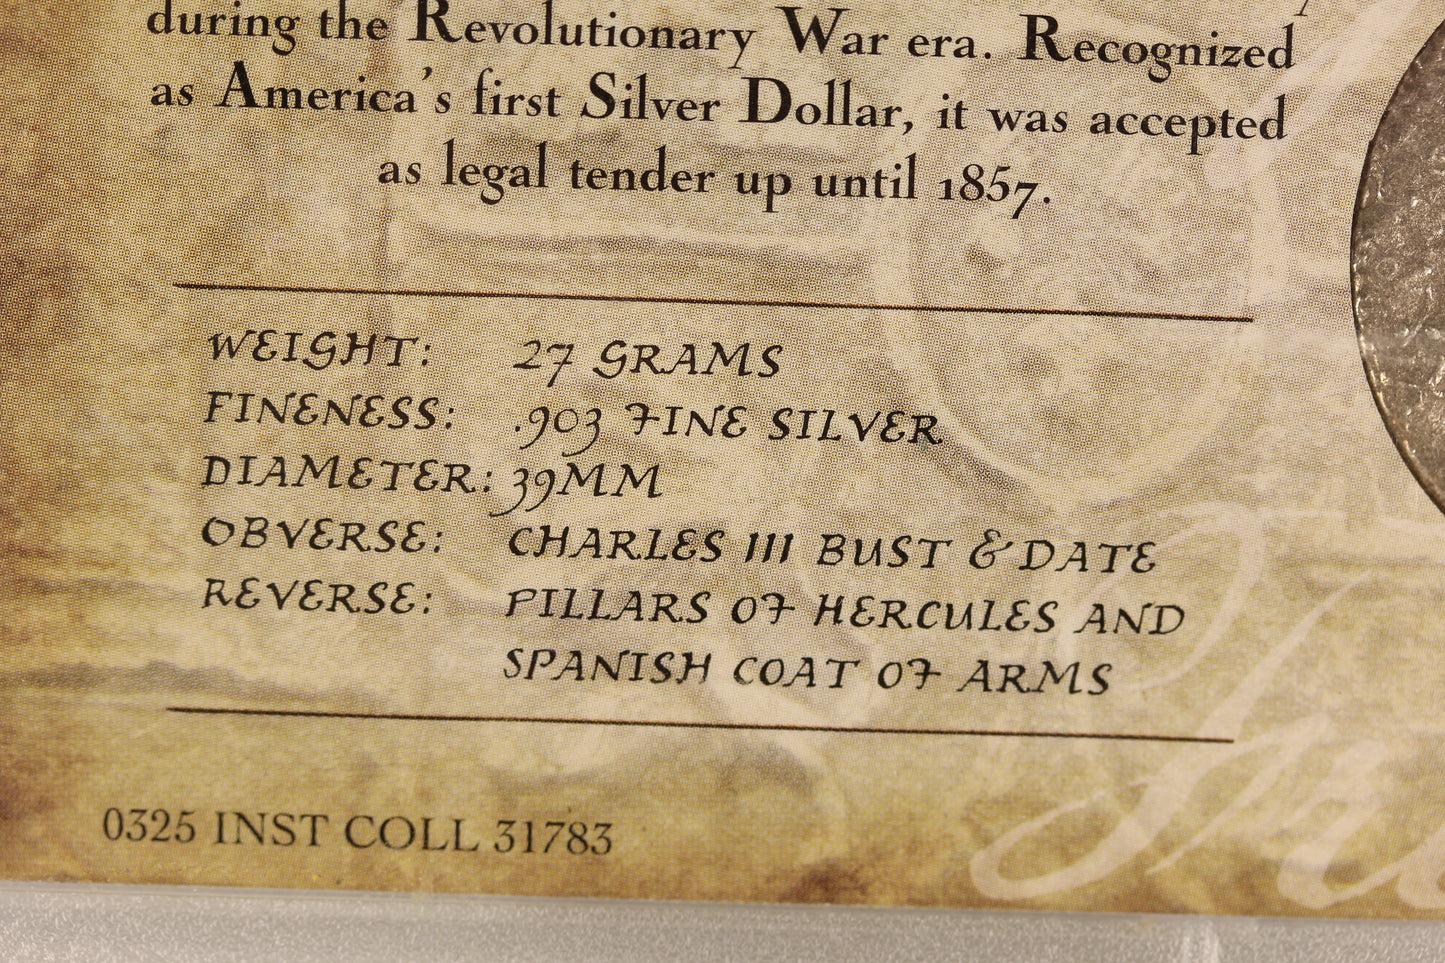 during the Revolutionary War era. Recognized
as America's first Silver Dollar, it was accepted
as legal tender up until 1857.
WEIGHT: 27 GRAMS
FINENESS: .903 FINE SILVER
DIAMETER: 39MM
OBVERSE: CHARLES III BUST & DATE
REVERSE: PILLARS OF HERCULES AND
SPANISH COAT OF ARMS
0325 INST COLL 31783